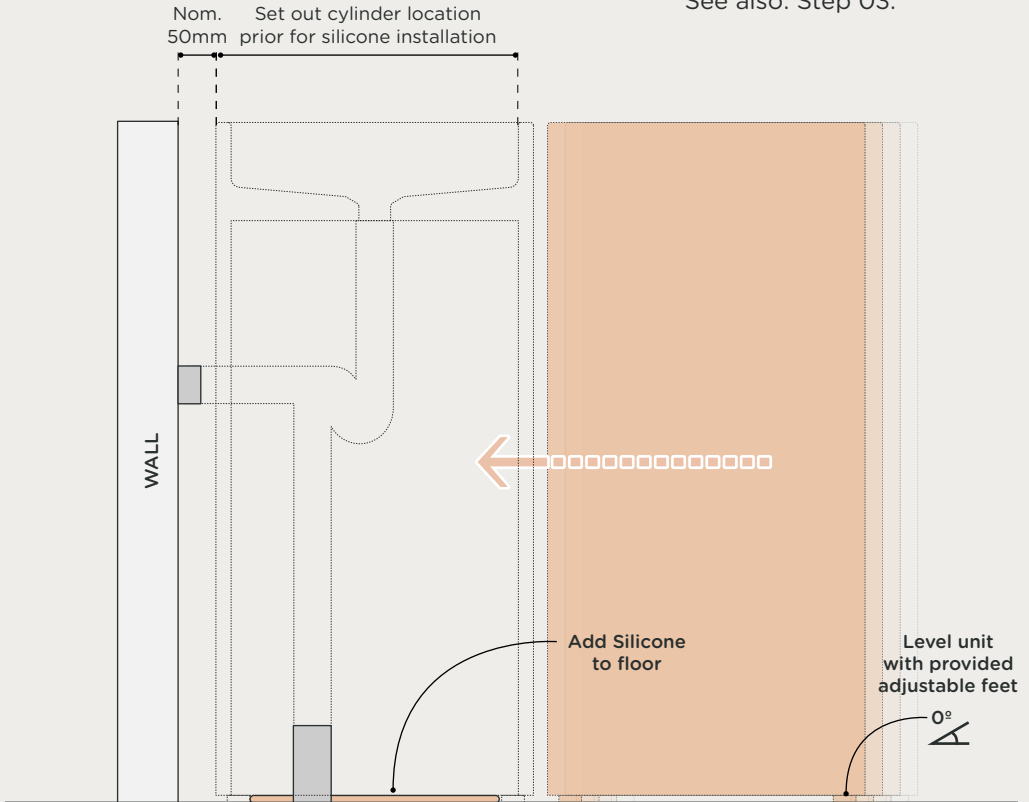 See also: Step 03.
Nom.
50mm
Set out cylinder location
prior for silicone installation
WALL
Add Silicone
to floor
Level unit
with provided
adjustable feet
0º